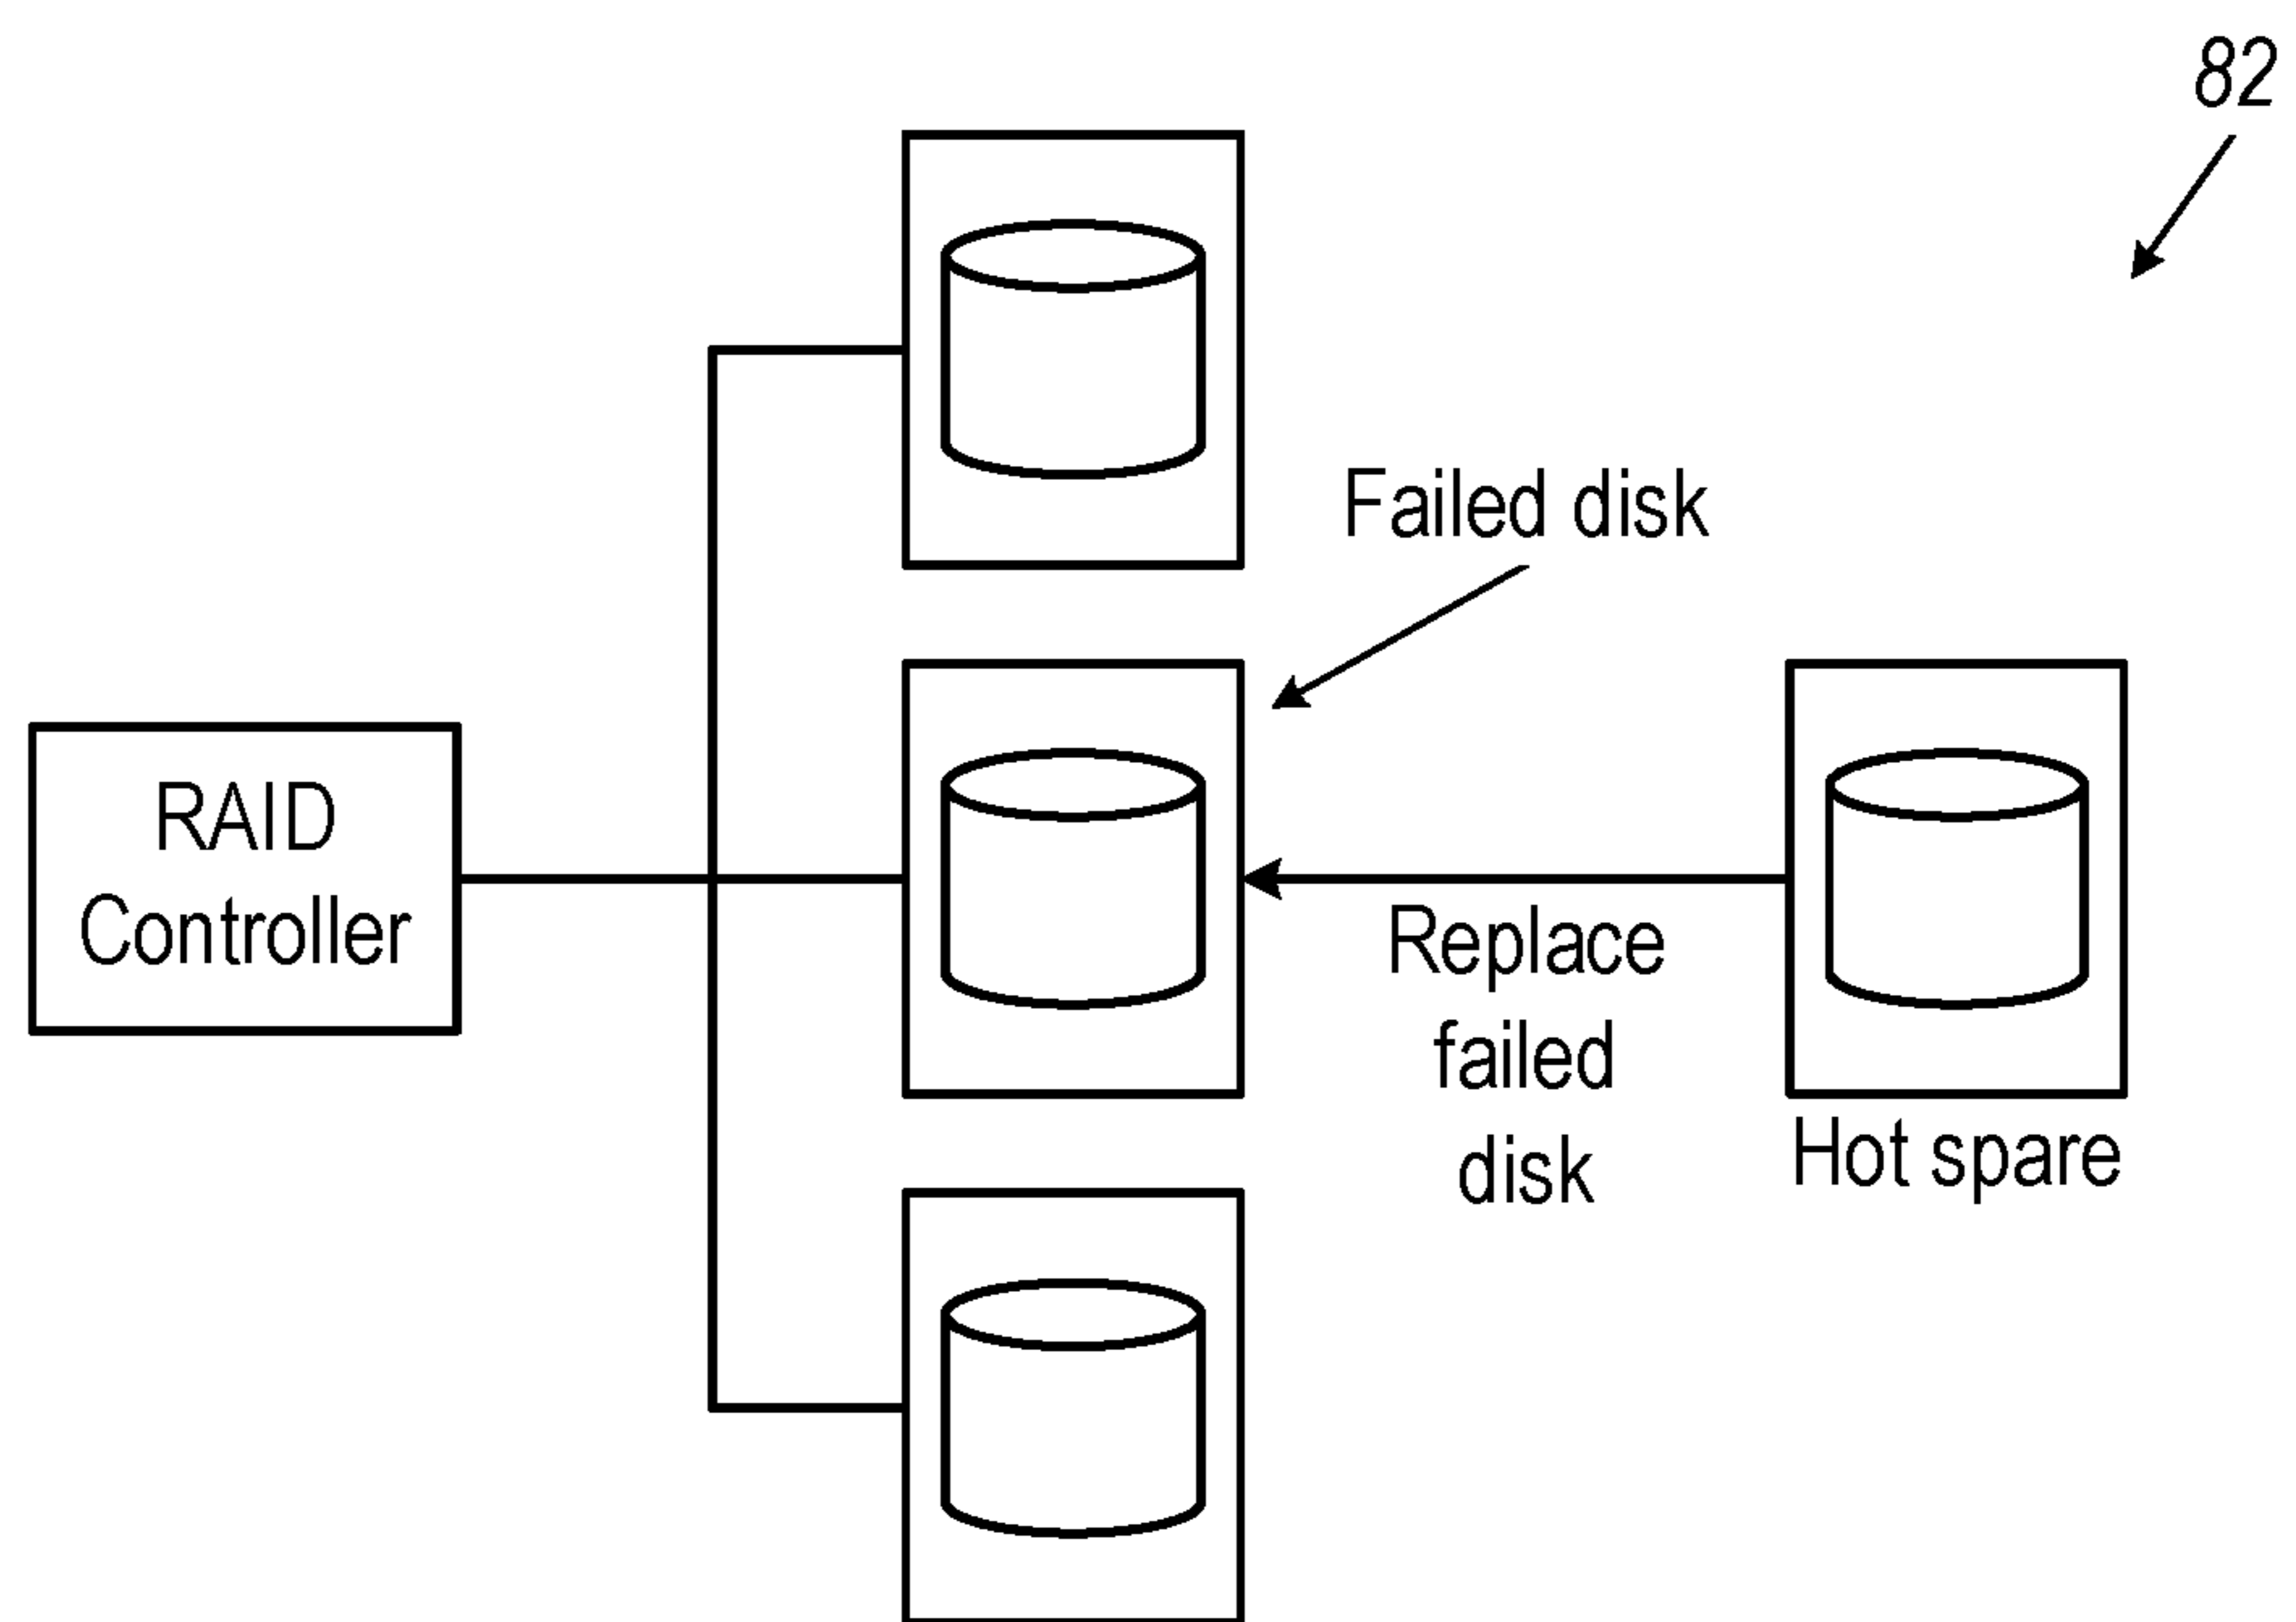 82
Failed disk
RAID
Controller
Replace
failed
disk
Hot spare